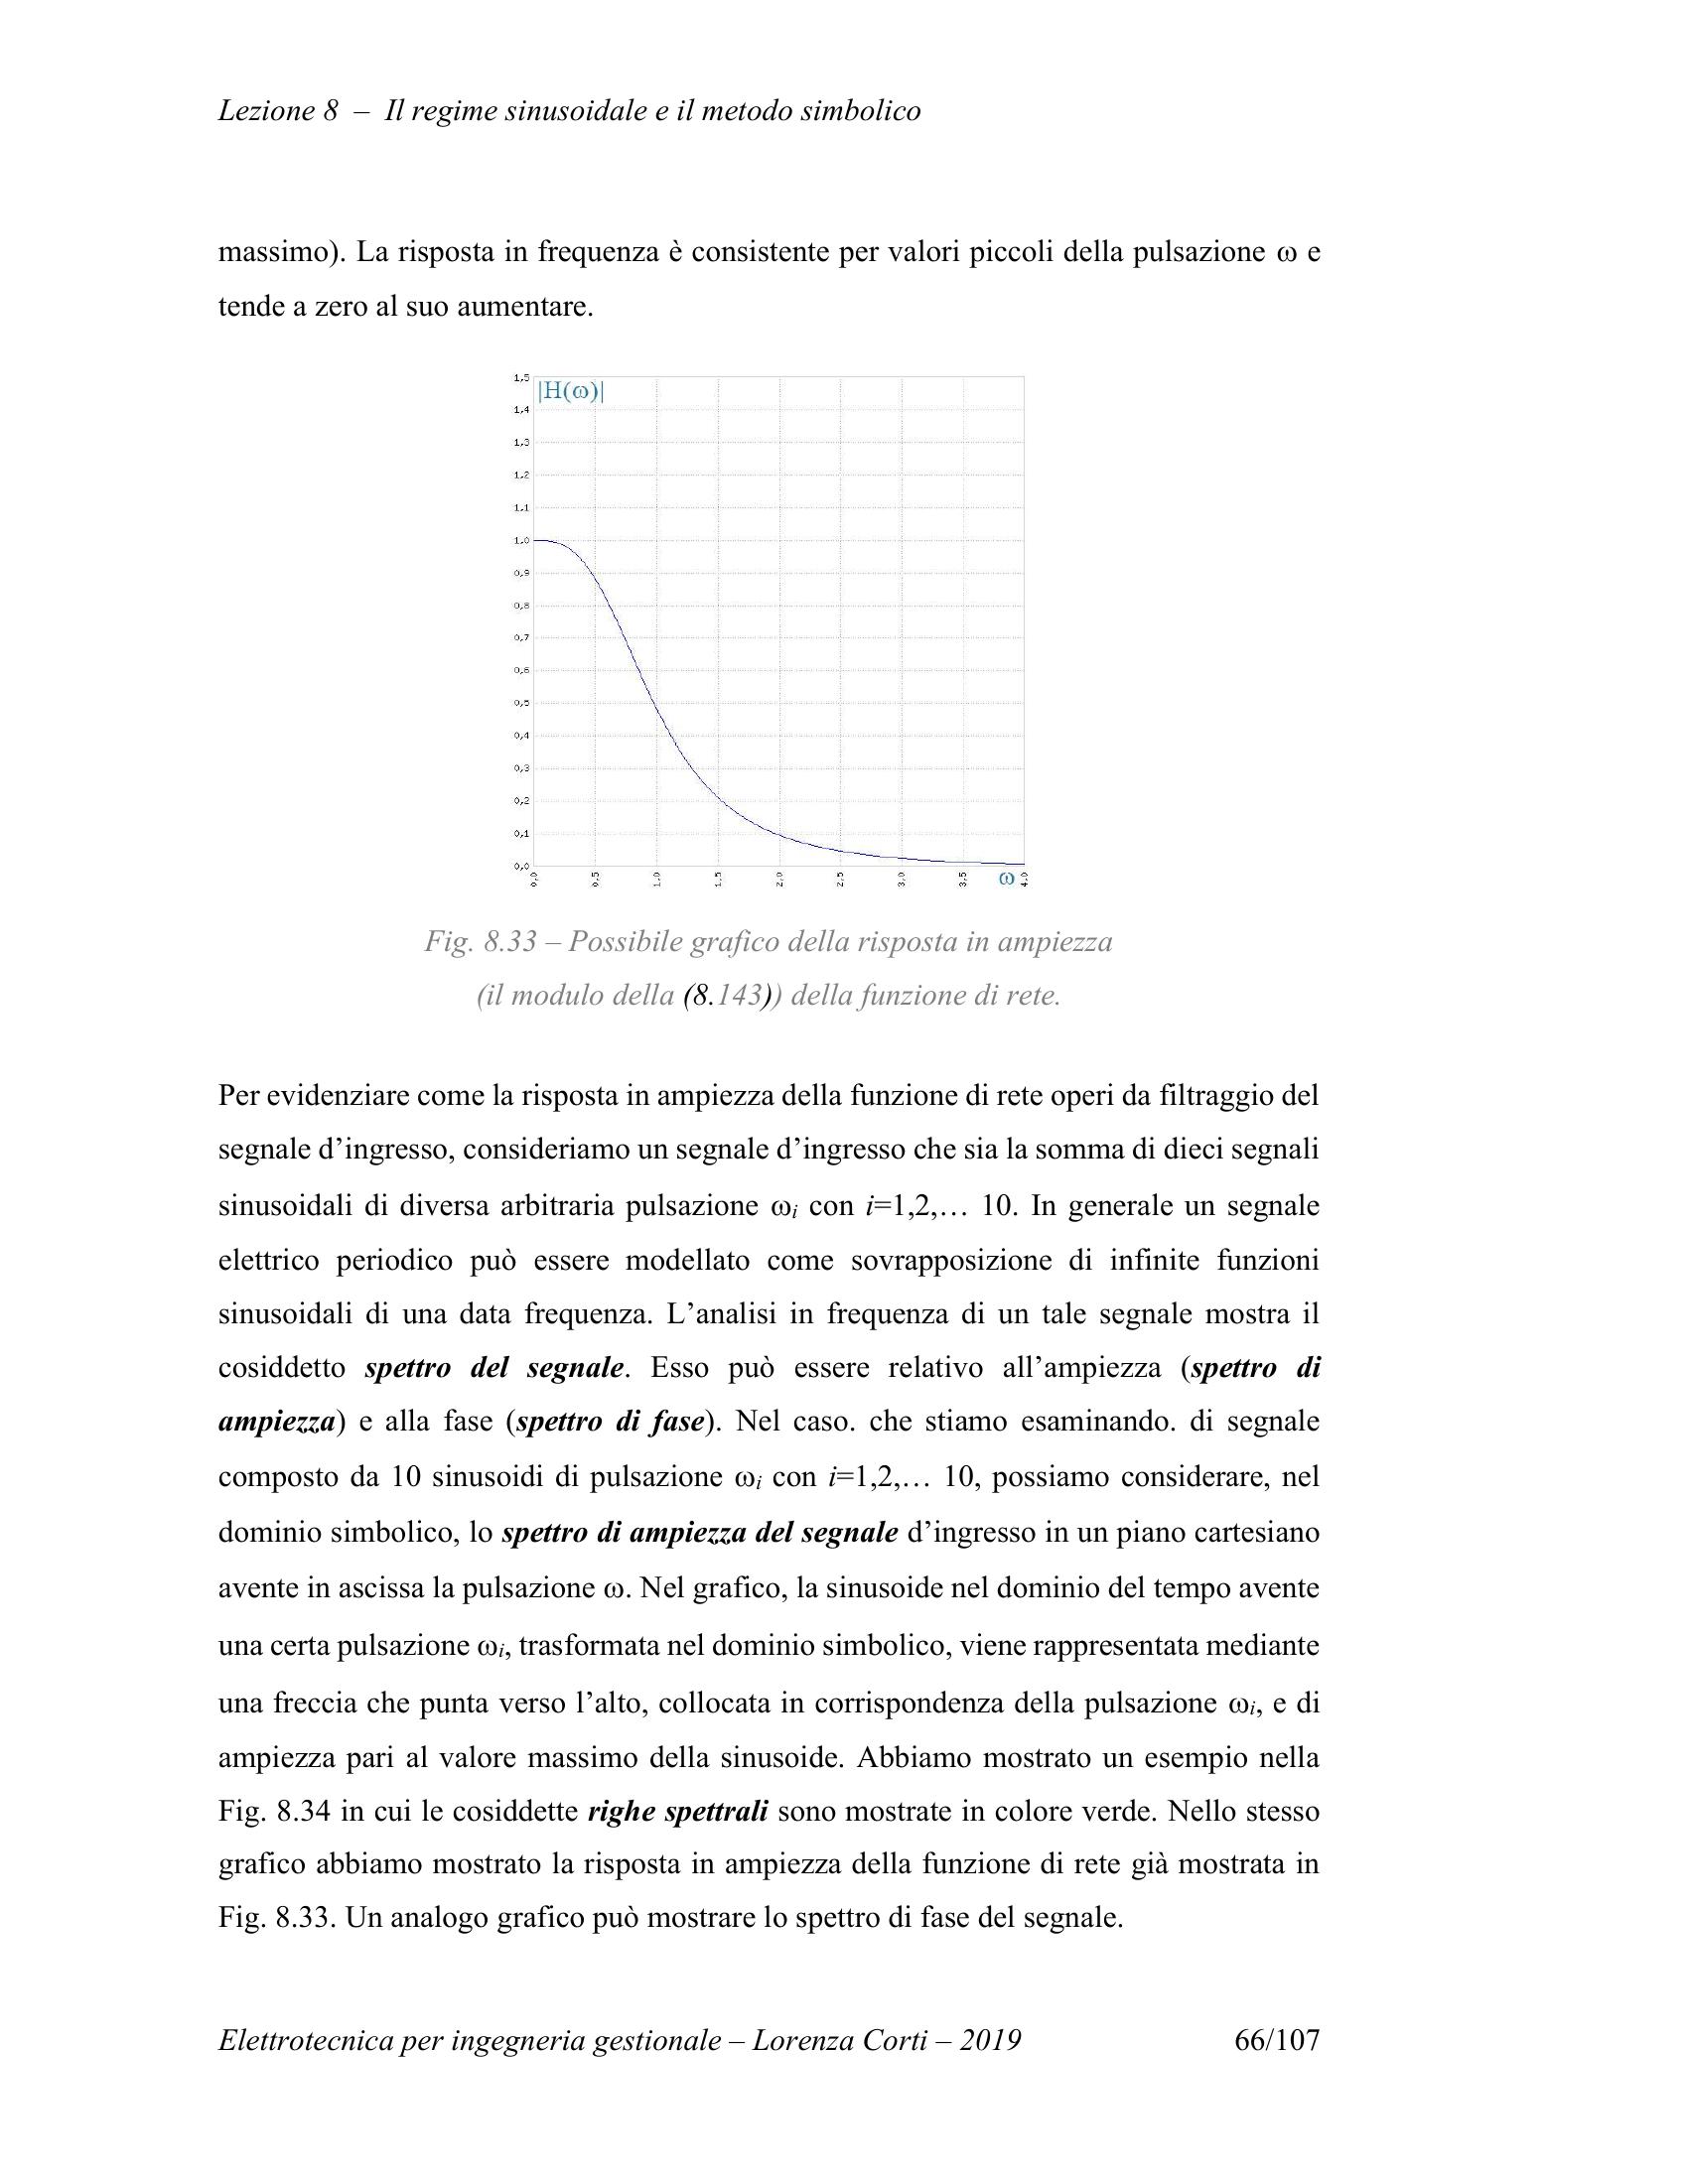 Lezione 8 – Il regime sinusoidale e il metodo simbolico
massimo). La risposta in frequenza è consistente per valori piccoli della pulsazione ω e
tende a zero al suo aumentare.
|H(ω)|
1,5
1,4
1,3
1,2
1,1
1,0
0,9
0,8
0,7
0,6
0,5
0,4
0,3
0,2
0,1
0,0
0,0 0,5 1,0 1,5 2,0 2,5 3,0 3,5 ω 4,0
Fig. 8.33 – Possibile grafico della risposta in ampiezza
(il modulo della (8.143)) della funzione di rete.
Per evidenziare come la risposta in ampiezza della funzione di rete operi da filtraggio del
segnale d’ingresso, consideriamo un segnale d’ingresso che sia la somma di dieci segnali
sinusoidali di diversa arbitraria pulsazione ωi con i=1,2,… 10. In generale un segnale
elettrico periodico può essere modellato come sovrapposizione di infinite funzioni
sinusoidali di una data frequenza. L’analisi in frequenza di un tale segnale mostra il
cosiddetto spettro del segnale. Esso può essere relativo all’ampiezza (spettro di
ampiezza) e alla fase (spettro di fase). Nel caso. che stiamo esaminando. di segnale
composto da 10 sinusoidi di pulsazione ωi con i=1,2,… 10, possiamo considerare, nel
dominio simbolico, lo spettro di ampiezza del segnale d’ingresso in un piano cartesiano
avente in ascissa la pulsazione ω. Nel grafico, la sinusoide nel dominio del tempo avente
una certa pulsazione ωi, trasformata nel dominio simbolico, viene rappresentata mediante
una freccia che punta verso l’alto, collocata in corrispondenza della pulsazione ωi, e di
ampiezza pari al valore massimo della sinusoide. Abbiamo mostrato un esempio nella
Fig. 8.34 in cui le cosiddette righe spettrali sono mostrate in colore verde. Nello stesso
grafico abbiamo mostrato la risposta in ampiezza della funzione di rete già mostrata in
Fig. 8.33. Un analogo grafico può mostrare lo spettro di fase del segnale.
Elettrotecnica per ingegneria gestionale – Lorenza Corti – 2019 66/107